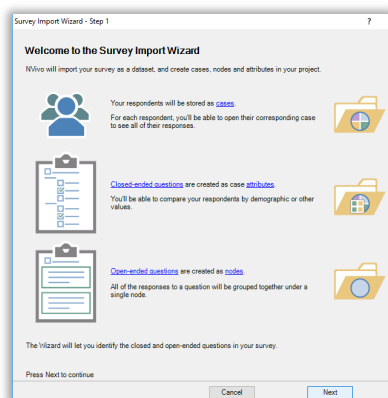 Survey Import Wizard - Step 1
?
Welcome to the Survey Import Wizard
NVivo will import your survey as a dataset, and create cases, nodes and attributes in your project.
Your respondents will be stored as cases.
For each respondent, you'll be able to open their corresponding case
to see all of their responses.
Closed-ended questions are created as case attributes.
You'll be able to compare your respondents by demographic or other
values.
Open-ended questions are created as nodes.
All of the responses to a question will be grouped together under a
single node.
The Wizard will let you identify the closed and open-ended questions in your survey.
Press Next to continue
Cancel
Next